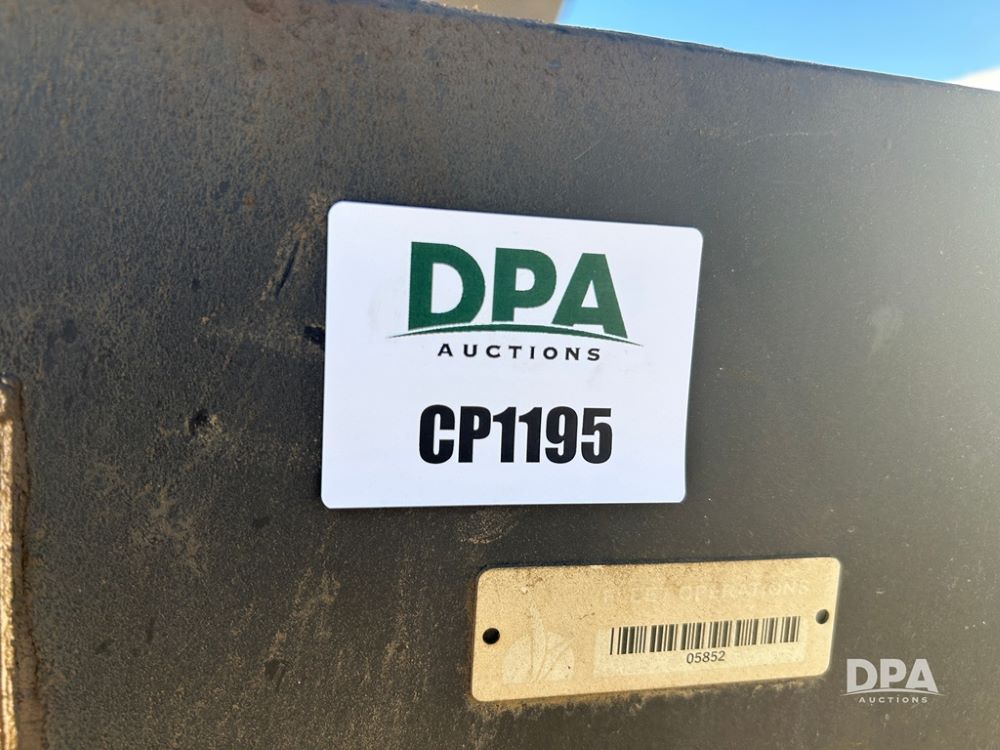 DPA
AUCTIONS
CP1195
FLEET OPERATIONS
05852
DPA
AUCTIONS